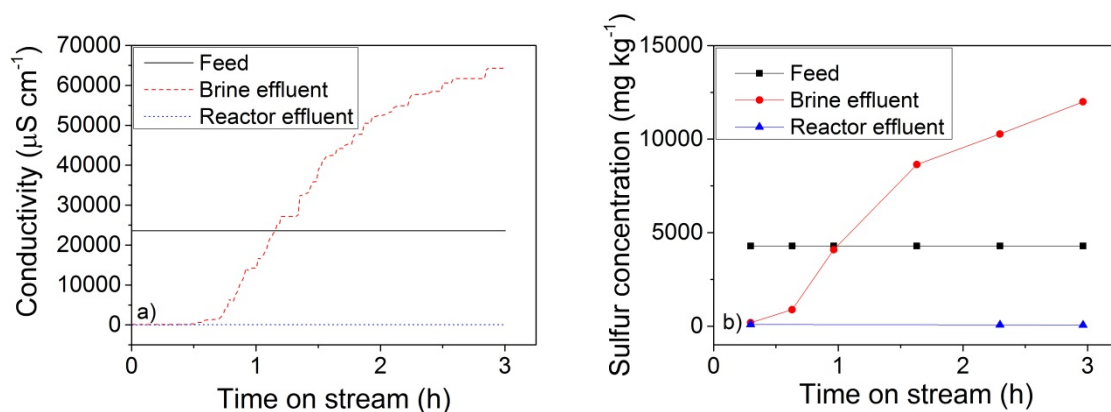 70000
60000
50000
40000
30000
20000
10000
0
Conductivity (μS cm⁻¹)
Feed
Brine effluent
Reactor effluent
a)
0 1 2 3
Time on stream (h)
15000
10000
5000
0
Sulfur concentration (mg kg⁻¹)
Feed
Brine effluent
Reactor effluent
b)
0 1 2 3
Time on stream (h)